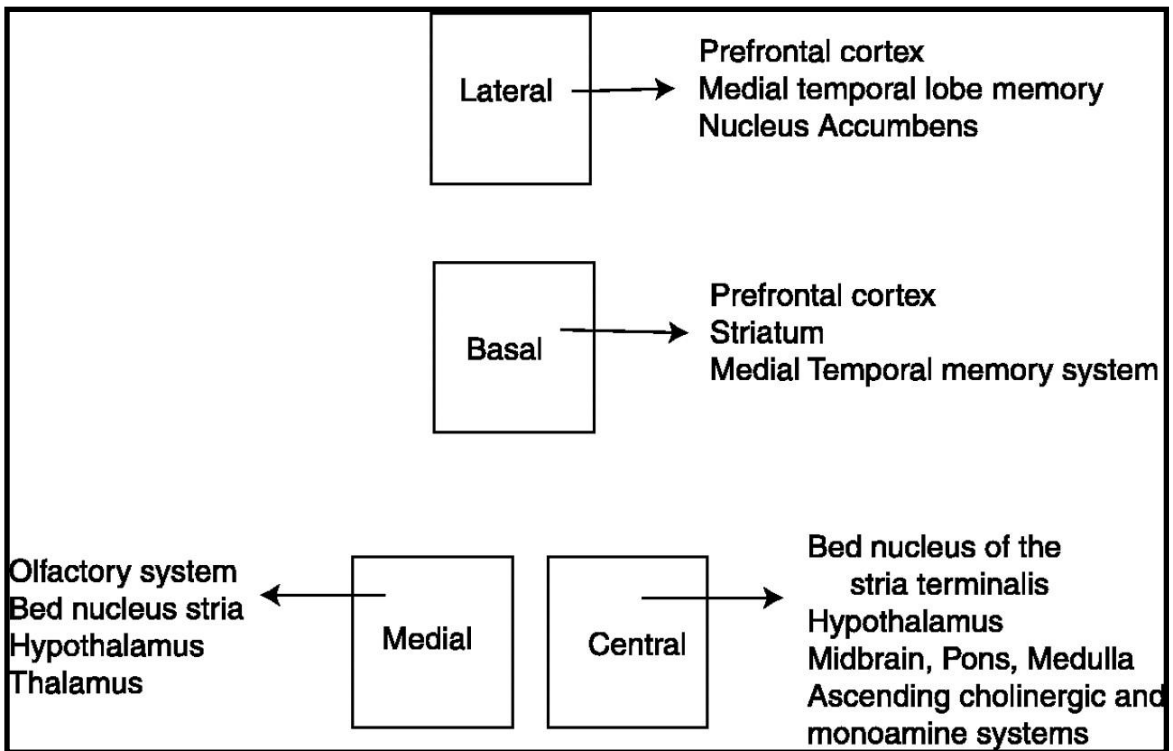 Lateral
Prefrontal cortex
Medial temporal lobe memory
Nucleus Accumbens
Basal
Prefrontal cortex
Striatum
Medial Temporal memory system
Olfactory system
Bed nucleus stria
Hypothalamus
Thalamus
Medial
Central
Bed nucleus of the
stria terminalis
Hypothalamus
Midbrain, Pons, Medulla
Ascending cholinergic and
monoamine systems